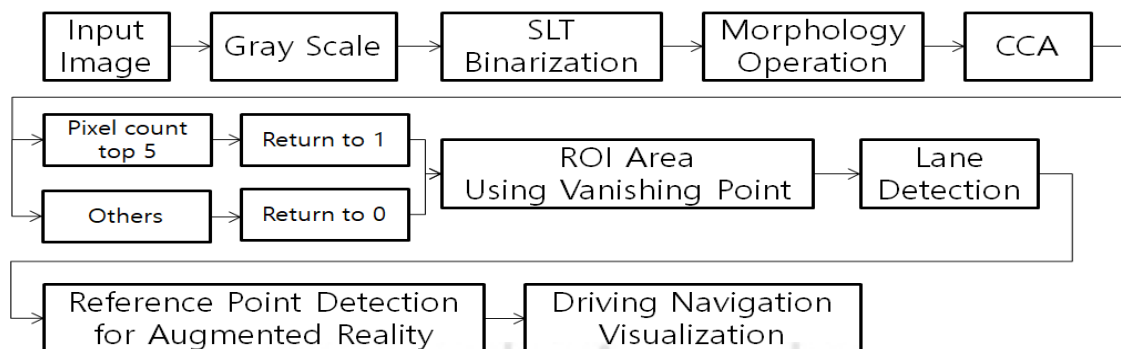 Input
Image
Gray Scale
SLT
Binarization
Morphology
Operation
CCA
Pixel count
top 5
Return to 1
Others
Return to 0
ROI Area
Using Vanishing Point
Lane
Detection
Reference Point Detection
for Augmented Reality
Driving Navigation
Visualization